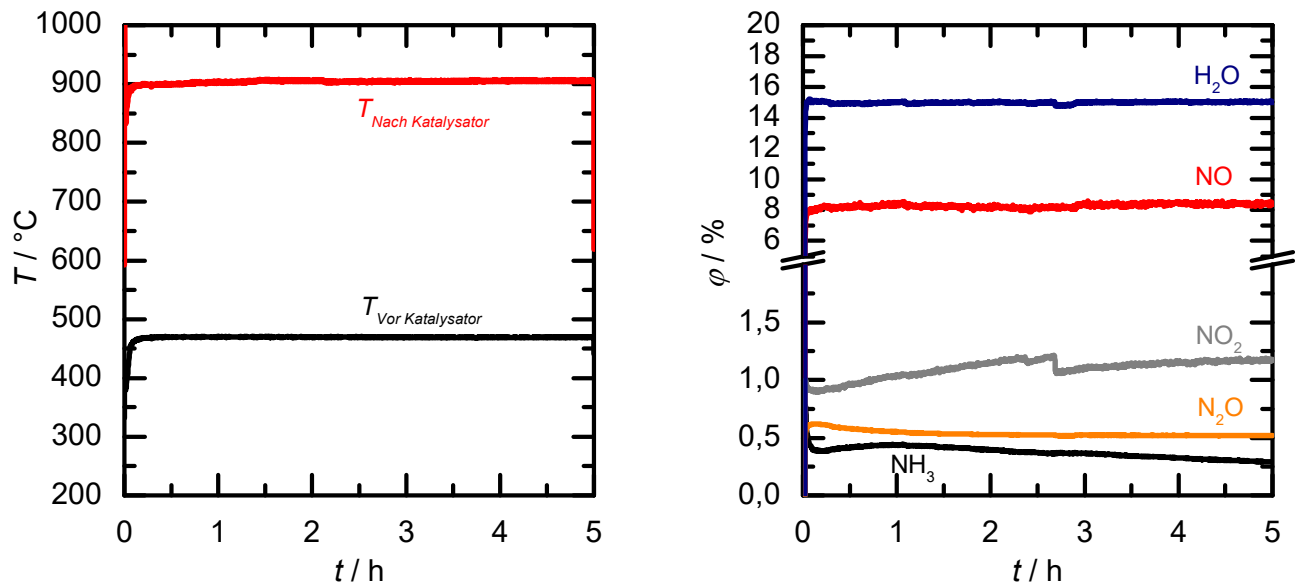 1000
900
800
700
600
500
400
300
200
T / °C
T Nach Katalysator
T Vor Katalysator
0 1 2 3 4 5
t / h
20
18
16
14
12
10
8
6
1,5
1,0
0,5
0,0
φ / %
H₂O
NO
NO₂
N₂O
NH₃
0 1 2 3 4 5
t / h